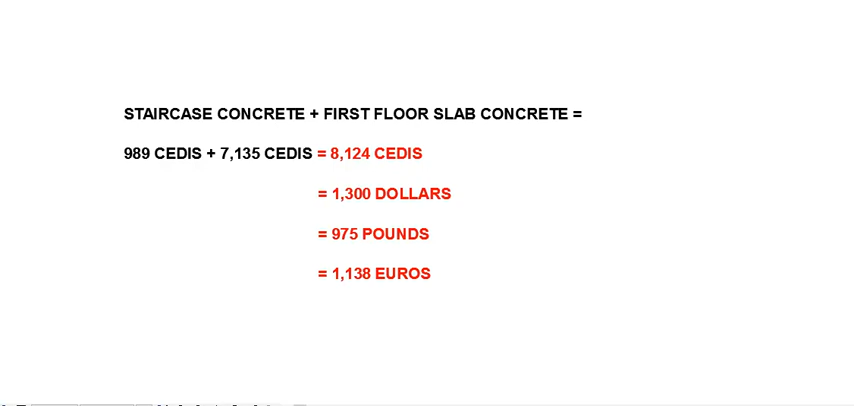 STAIRCASE CONCRETE + FIRST FLOOR SLAB CONCRETE =
989 CEDIS + 7,135 CEDIS = 8,124 CEDIS
= 1,300 DOLLARS
= 975 POUNDS
= 1,138 EUROS